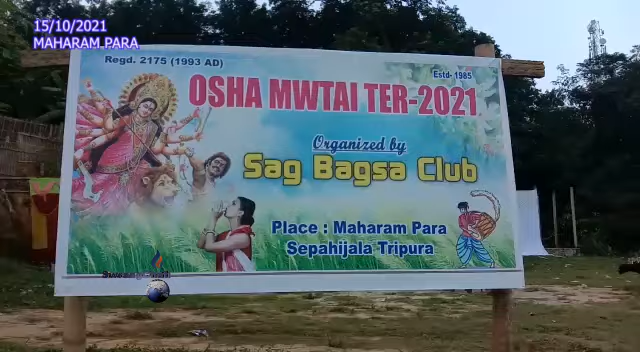 15/10/2021
MAHARAM PARA
Regd. 2175 (1993 AD)
Estd- 1985
OSHA MWTAI TER-2021
Organized by
Sag Bagsa Club
Place : Maharam Para
Sepahijala Tripura